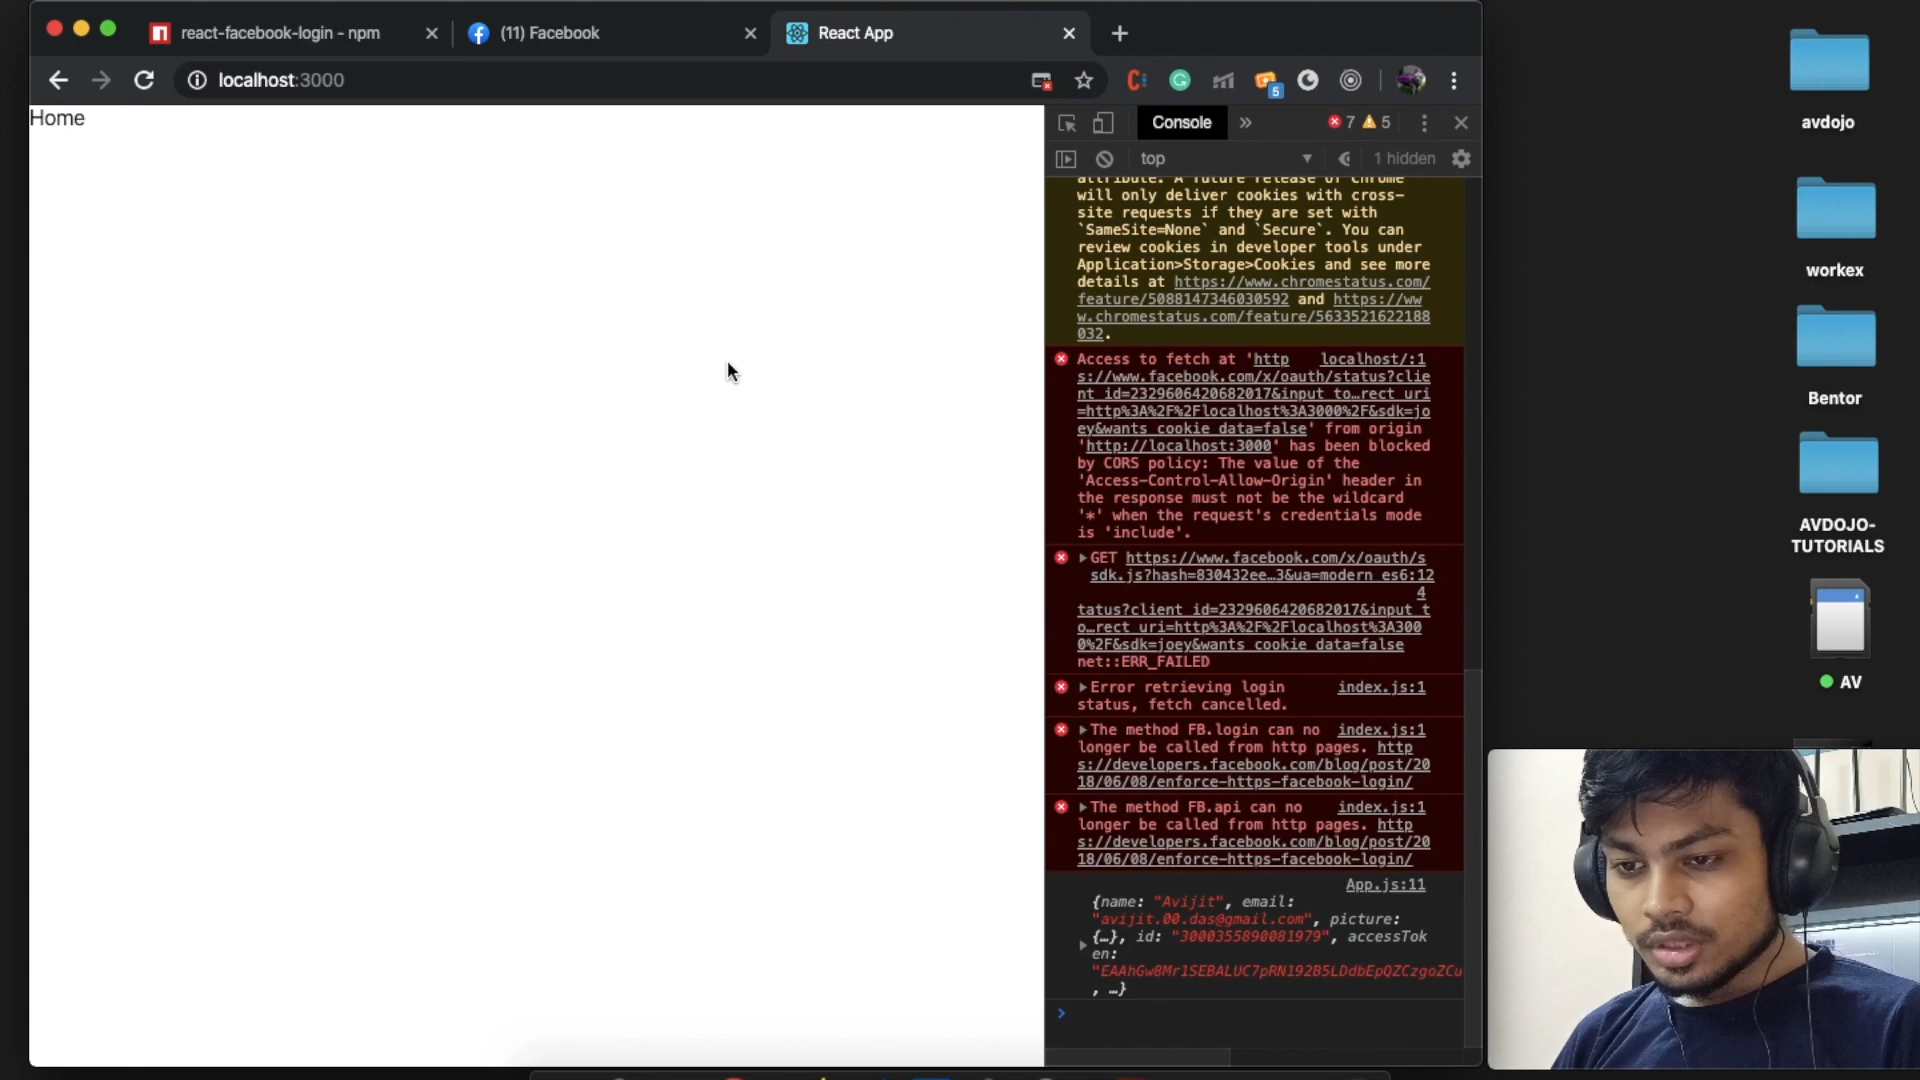 react-facebook-login - npm
(11) Facebook
React App
localhost:3000
5
Home
Console
7
5
top
1 hidden
attribute. A future release of Chrome
will only deliver cookies with cross-
site requests if they are set with
`SameSite=None` and `Secure`. You can
review cookies in developer tools under
Application>Storage>Cookies and see more
details at https://www.chromestatus.com/
feature/5088147346030592 and https://ww
w.chromestatus.com/feature/5633521622188
032.
Access to fetch at 'http localhost/:1
s://www.facebook.com/x/oauth/status?clie
nt_id=2329606420682017&input_to…rect_uri
=http%3A%2F%2Flocalhost%3A3000%2F&sdk=jo
ey&wants_cookie_data=false' from origin
'http://localhost:3000' has been blocked
by CORS policy: The value of the
'Access-Control-Allow-Origin' header in
the response must not be the wildcard
'*' when the request's credentials mode
is 'include'.
GET https://www.facebook.com/x/oauth/s
sdk.js?hash=830432ee…3&ua=modern_es6:12
4
tatus?client_id=2329606420682017&input_t
o…rect_uri=http%3A%2F%2Flocalhost%3A300
0%2F&sdk=joey&wants_cookie_data=false
net::ERR_FAILED
Error retrieving login index.js:1
status, fetch cancelled.
The method FB.login can no index.js:1
longer be called from http pages. http
s://developers.facebook.com/blog/post/20
18/06/08/enforce-https-facebook-login/
The method FB.api can no index.js:1
longer be called from http pages. http
s://developers.facebook.com/blog/post/20
18/06/08/enforce-https-facebook-login/
App.js:11
{name: "Avijit", email:
"avijit.00.das@gmail.com", picture:
{…}, id: "3000355890081979", accessTok
en:
"EAAhGw8Mr1SEBALUC7pRN192B5LDdbEpQZCzgoZCu
, …}
avdojo
workex
Bentor
AVDOJO-
TUTORIALS
AV